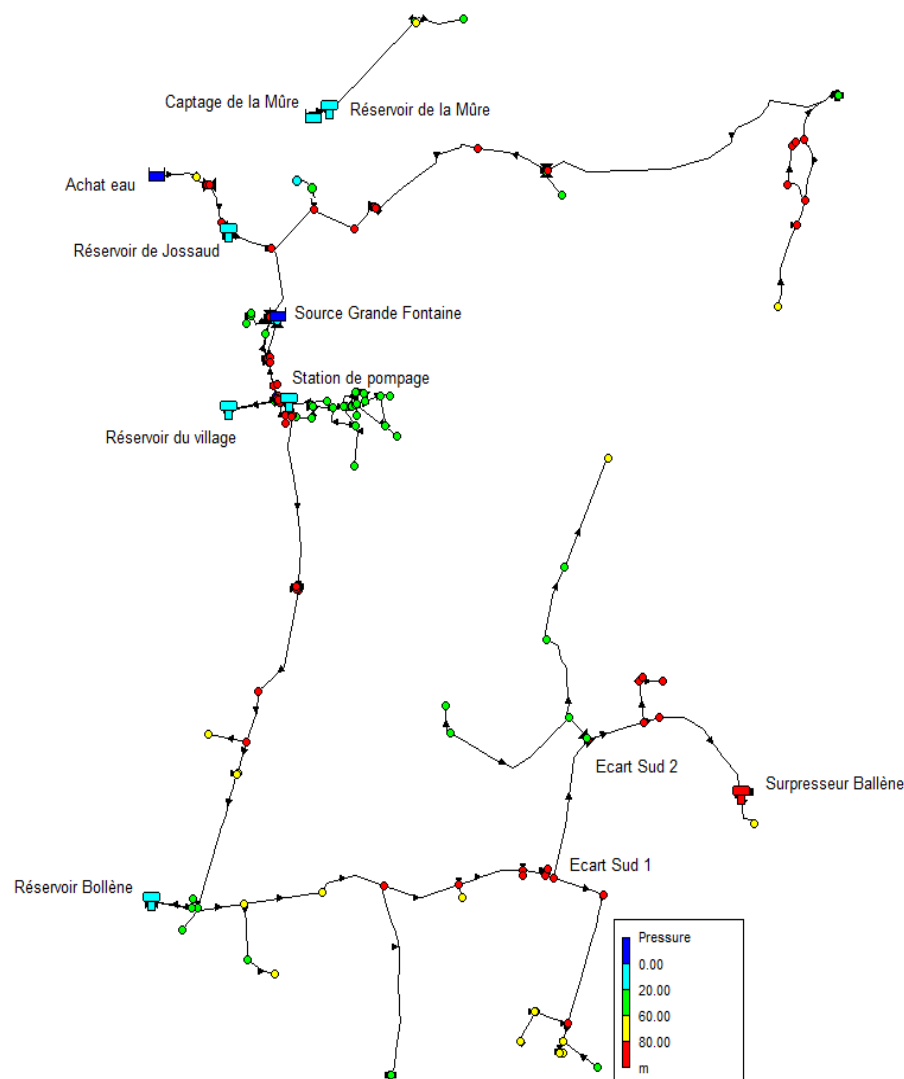 Captage de la Mûre
Réservoir de la Mûre
Achat eau
Réservoir de Jossaud
Source Grande Fontaine
Station de pompage
Réservoir du village
Ecart Sud 2
Surpresseur Ballène
Ecart Sud 1
Réservoir Bollène
Pressure
0.00
20.00
60.00
80.00
m